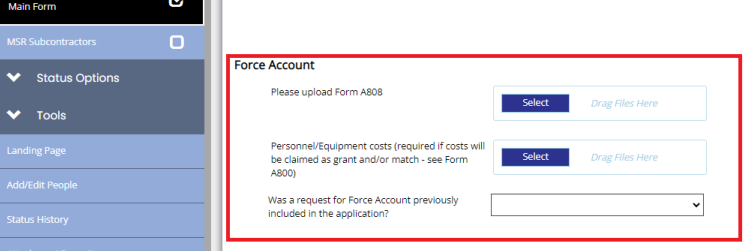 Main Form
MSR Subcontractors
Status Options
Tools
Landing Page
Add/Edit People
Status History
Force Account
Please upload Form A808
Select Drag Files Here
Personnel/Equipment costs (required if costs will
be claimed as grant and/or match - see Form
A800)
Select Drag Files Here
Was a request for Force Account previously
included in the application?